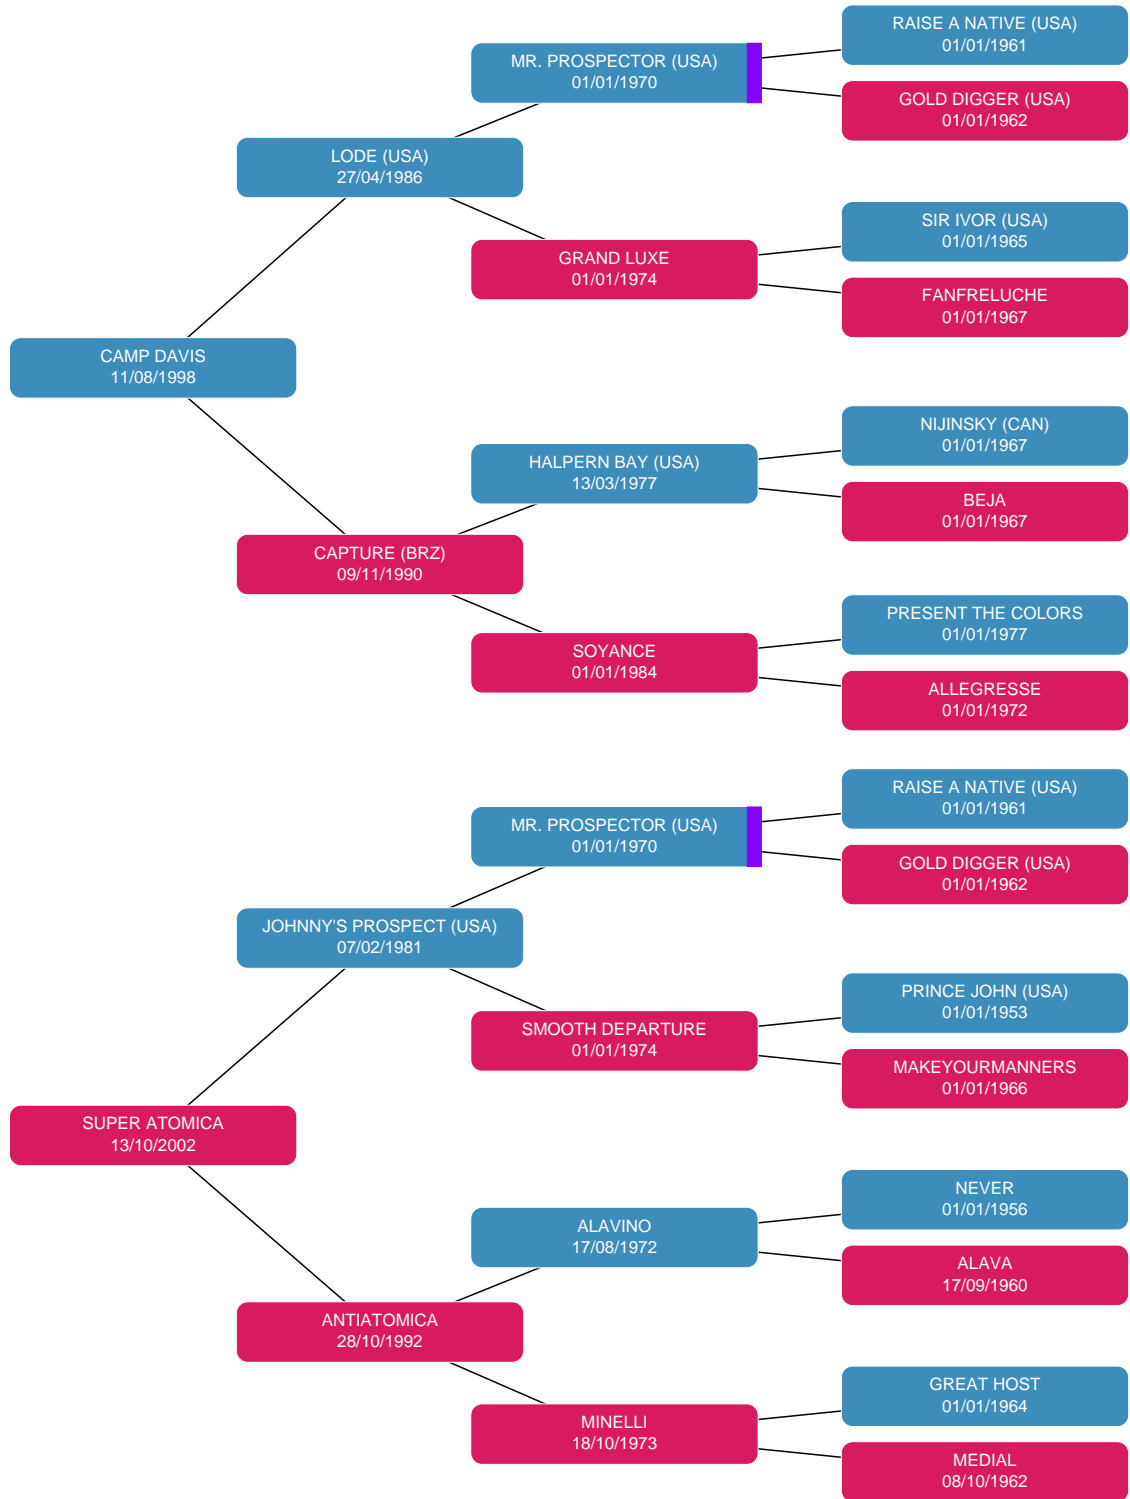 RAISE A NATIVE (USA)
01/01/1961
MR. PROSPECTOR (USA)
01/01/1970
GOLD DIGGER (USA)
01/01/1962
LODE (USA)
27/04/1986
SIR IVOR (USA)
01/01/1965
GRAND LUXE
01/01/1974
FANFRELUCHE
01/01/1967
CAMP DAVIS
11/08/1998
NIJINSKY (CAN)
01/01/1967
HALPERN BAY (USA)
13/03/1977
BEJA
01/01/1967
CAPTURE (BRZ)
09/11/1990
PRESENT THE COLORS
01/01/1977
SOYANCE
01/01/1984
ALLEGRESSE
01/01/1972
RAISE A NATIVE (USA)
01/01/1961
MR. PROSPECTOR (USA)
01/01/1970
GOLD DIGGER (USA)
01/01/1962
JOHNNY'S PROSPECT (USA)
07/02/1981
PRINCE JOHN (USA)
01/01/1953
SMOOTH DEPARTURE
01/01/1974
MAKEYOURMANNERS
01/01/1966
SUPER ATOMICA
13/10/2002
NEVER
01/01/1956
ALAVINO
17/08/1972
ALAVA
17/09/1960
ANTIATOMICA
28/10/1992
GREAT HOST
01/01/1964
MINELLI
18/10/1973
MEDIAL
08/10/1962